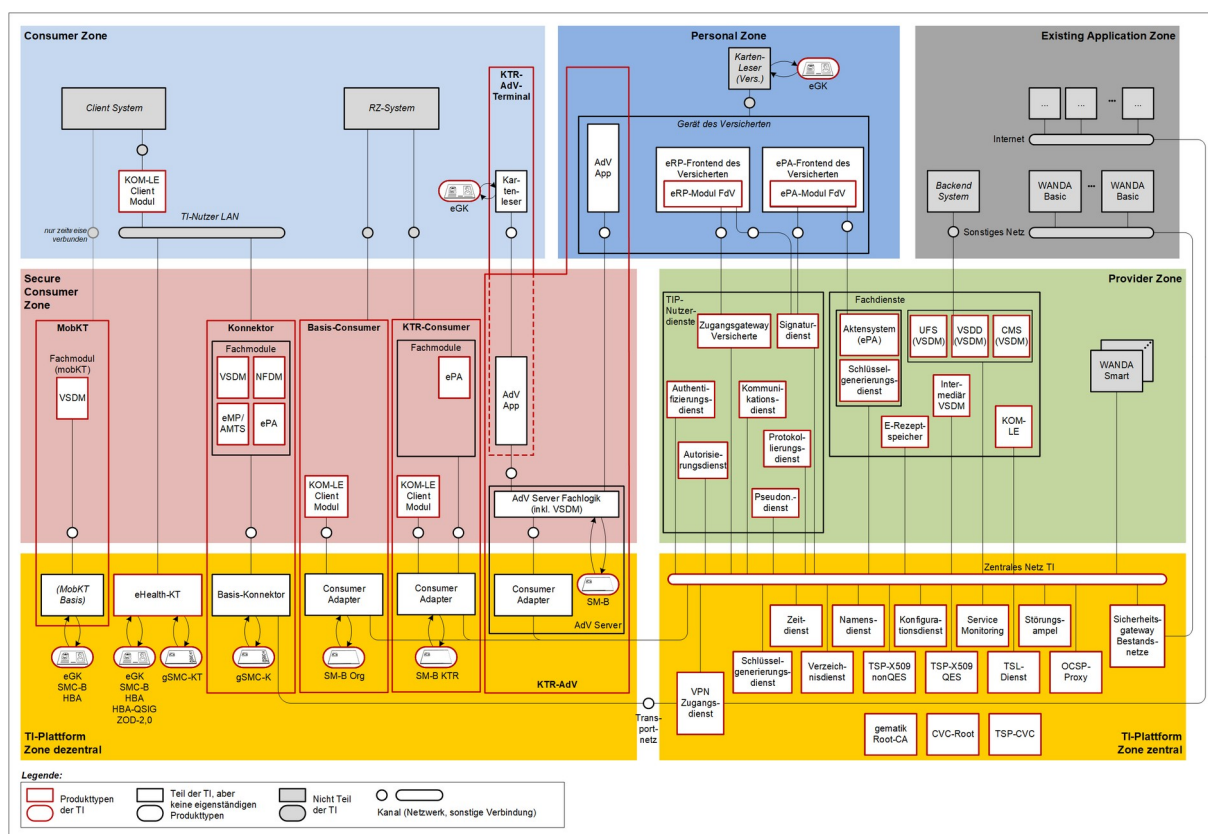 Consumer Zone
Client System
RZ-System
KTR-
AdV-
Terminal
KOM-LE
Client
Modul
TI-Nutzer LAN
nur zeitweise
verbunden
eGK
Kar-
ten-
leser
Personal Zone
Karten-
Leser
(Vers.)
eGK
Gerät des Versicherten
AdV
App
eRP-Frontend des
Versicherten
eRP-Modul FdV
ePA-Frontend des
Versicherten
ePA-Modul FdV
Existing Application Zone
...
...
...
...
Internet
Backend
System
WANDA
Basic
...
WANDA
Basic
Sonstiges Netz
Secure
Consumer
Zone
MobKT
Fachmodul
(mobKT)
VSDM
Konnektor
Fachmodule
VSDM
NFDM
eMP/
AMTS
ePA
Basis-Consumer
KOM-LE
Client
Modul
KTR-Consumer
Fachmodule
ePA
KOM-LE
Client
Modul
AdV
App
AdV Server Fachlogik
(inkl. VSDM)
SM-B
Provider Zone
TIP-
Nutzer-
dienste
Zugangsgateway
Versicherte
Signatur-
dienst
Authenti-
fizierungs-
dienst
Kommuni-
kations-
dienst
Autorisie-
rungsdienst
Protokol-
lierungs-
dienst
Pseudon.-
dienst
Fachdienste
Aktensystem
(ePA)
Schlüssel-
generierungs-
dienst
UFS
(VSDM)
VSDD
(VSDM)
CMS
(VSDM)
Inter-
mediär
VSDM
E-Rezept-
speicher
KOM-
LE
WANDA
Smart
(MobKT
Basis)
eHealth-KT
Basis-Konnektor
Consumer
Adapter
Consumer
Adapter
Consumer
Adapter
AdV Server
eGK
SMC-B
HBA
eGK
SMC-B
HBA
HBA-QSIG
ZOD-2,0
gSMC-KT
gSMC-K
SM-B Org
SM-B KTR
KTR-AdV
TI-Plattform
Zone dezentral
Trans-
port-
netz
Zentrales Netz TI
VPN
Zugangs-
dienst
Schlüssel-
generierungs-
dienst
Zeit-
dienst
Verzeich-
nisdienst
Namens-
dienst
TSP-X509
nonQES
Konfigura-
tionsdienst
TSP-X509
QES
Service
Monitoring
TSL-
Dienst
Störungs-
ampel
OCSP-
Proxy
Sicherheits-
gateway
Bestands-
netze
gematik
Root-CA
CVC-Root
TSP-CVC
TI-Plattform
Zone zentral
Legende:
Produkttypen
der TI
Teil der TI, aber
keine eigenständigen
Produkttypen
Nicht Teil
der TI
Kanal (Netzwerk, sonstige Verbindung)